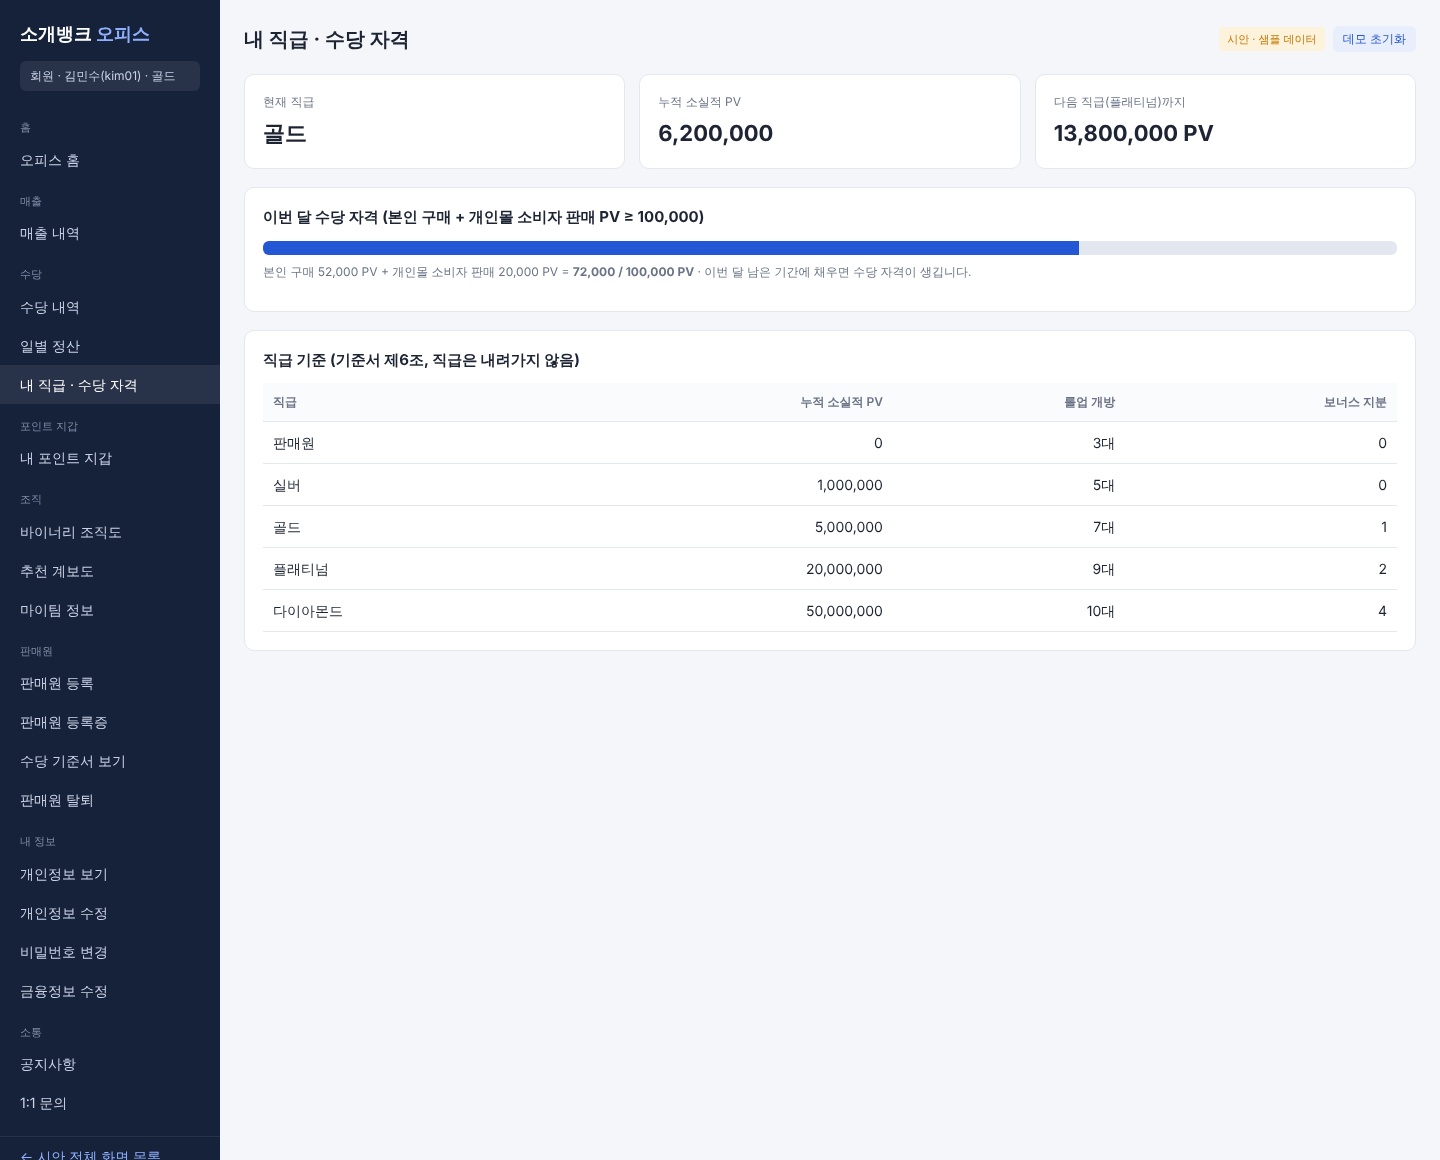 소개뱅크 오피스
회원 · 김민수(kim01) · 골드
홈
오피스 홈
매출
매출 내역
수당
수당 내역
일별 정산
내 직급 · 수당 자격
포인트 지갑
내 포인트 지갑
조직
바이너리 조직도
추천 계보도
마이팀 정보
판매원
판매원 등록
판매원 등록증
수당 기준서 보기
판매원 탈퇴
내 정보
개인정보 보기
개인정보 수정
비밀번호 변경
금융정보 수정
소통
공지사항
1:1 문의
← 시안 전체 화면 목록
내 직급 · 수당 자격
시안 · 샘플 데이터
데모 초기화
현재 직급
골드
누적 소실적 PV
6,200,000
다음 직급(플래티넘)까지
13,800,000 PV
이번 달 수당 자격 (본인 구매 + 개인몰 소비자 판매 PV ≥ 100,000)
본인 구매 52,000 PV + 개인몰 소비자 판매 20,000 PV = 72,000 / 100,000 PV · 이번 달 남은 기간에 채우면 수당 자격이 생깁니다.
직급 기준 (기준서 제6조, 직급은 내려가지 않음)
직급 누적 소실적 PV 롤업 개방 보너스 지분
판매원 0 3대 0
실버 1,000,000 5대 0
골드 5,000,000 7대 1
플래티넘 20,000,000 9대 2
다이아몬드 50,000,000 10대 4